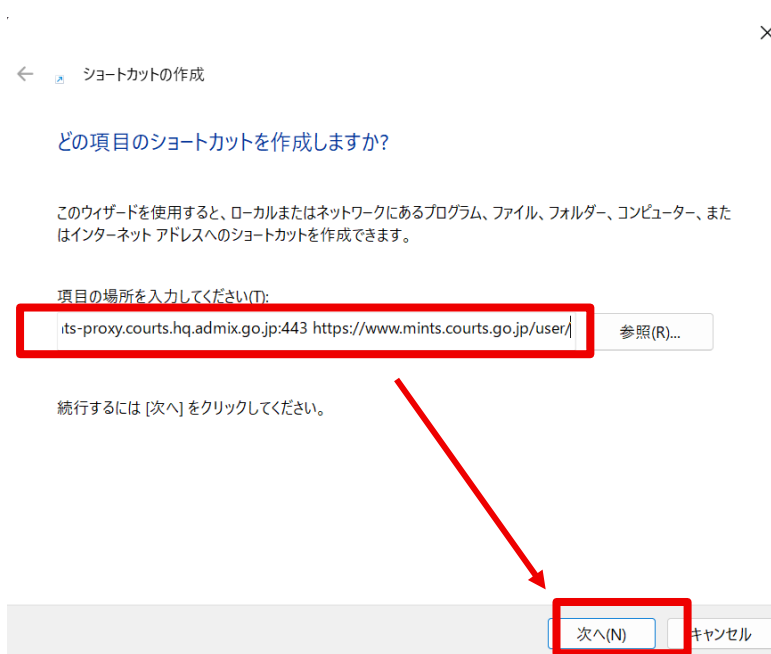 ショートカットの作成
どの項目のショートカットを作成しますか?
このウィザードを使用すると、ローカルまたはネットワークにあるプログラム、ファイル、フォルダー、コンピューター、また
はインターネット アドレスへのショートカットを作成できます。
項目の場所を入力してください(T):
ts-proxy.courts.hq.admix.go.jp:443 https://www.mints.courts.go.jp/user/
参照(R)...
続行するには [次へ] をクリックしてください。
次へ(N)
キャンセル